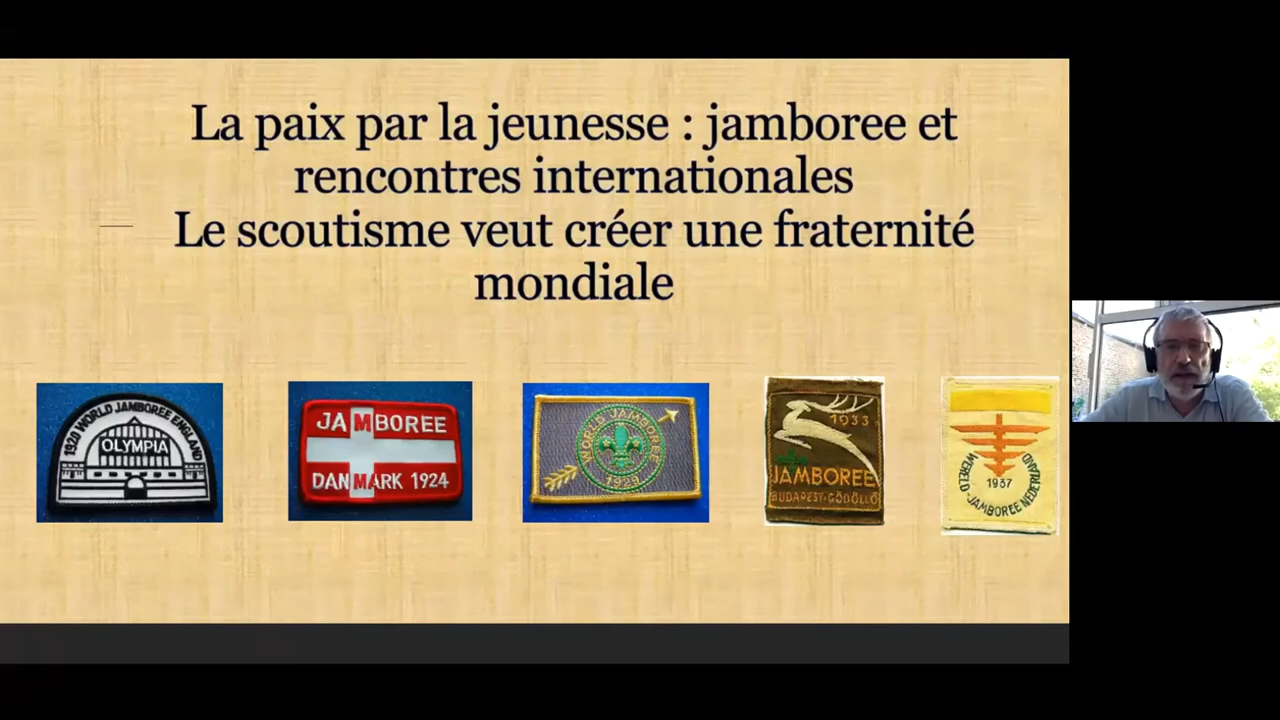 La paix par la jeunesse : jamboree et
rencontres internationales
Le scoutisme veut créer une fraternité
mondiale
1920 WORLD JAMBOREE ENGLAND
OLYMPIA
JAMBOREE
DANMARK 1924
WORLD JAMBOREE
1929
1933
JAMBOREE
BUDAPEST-GÖDÖLLŐ
1937
WERELD-JAMBOREE NEDERLAND